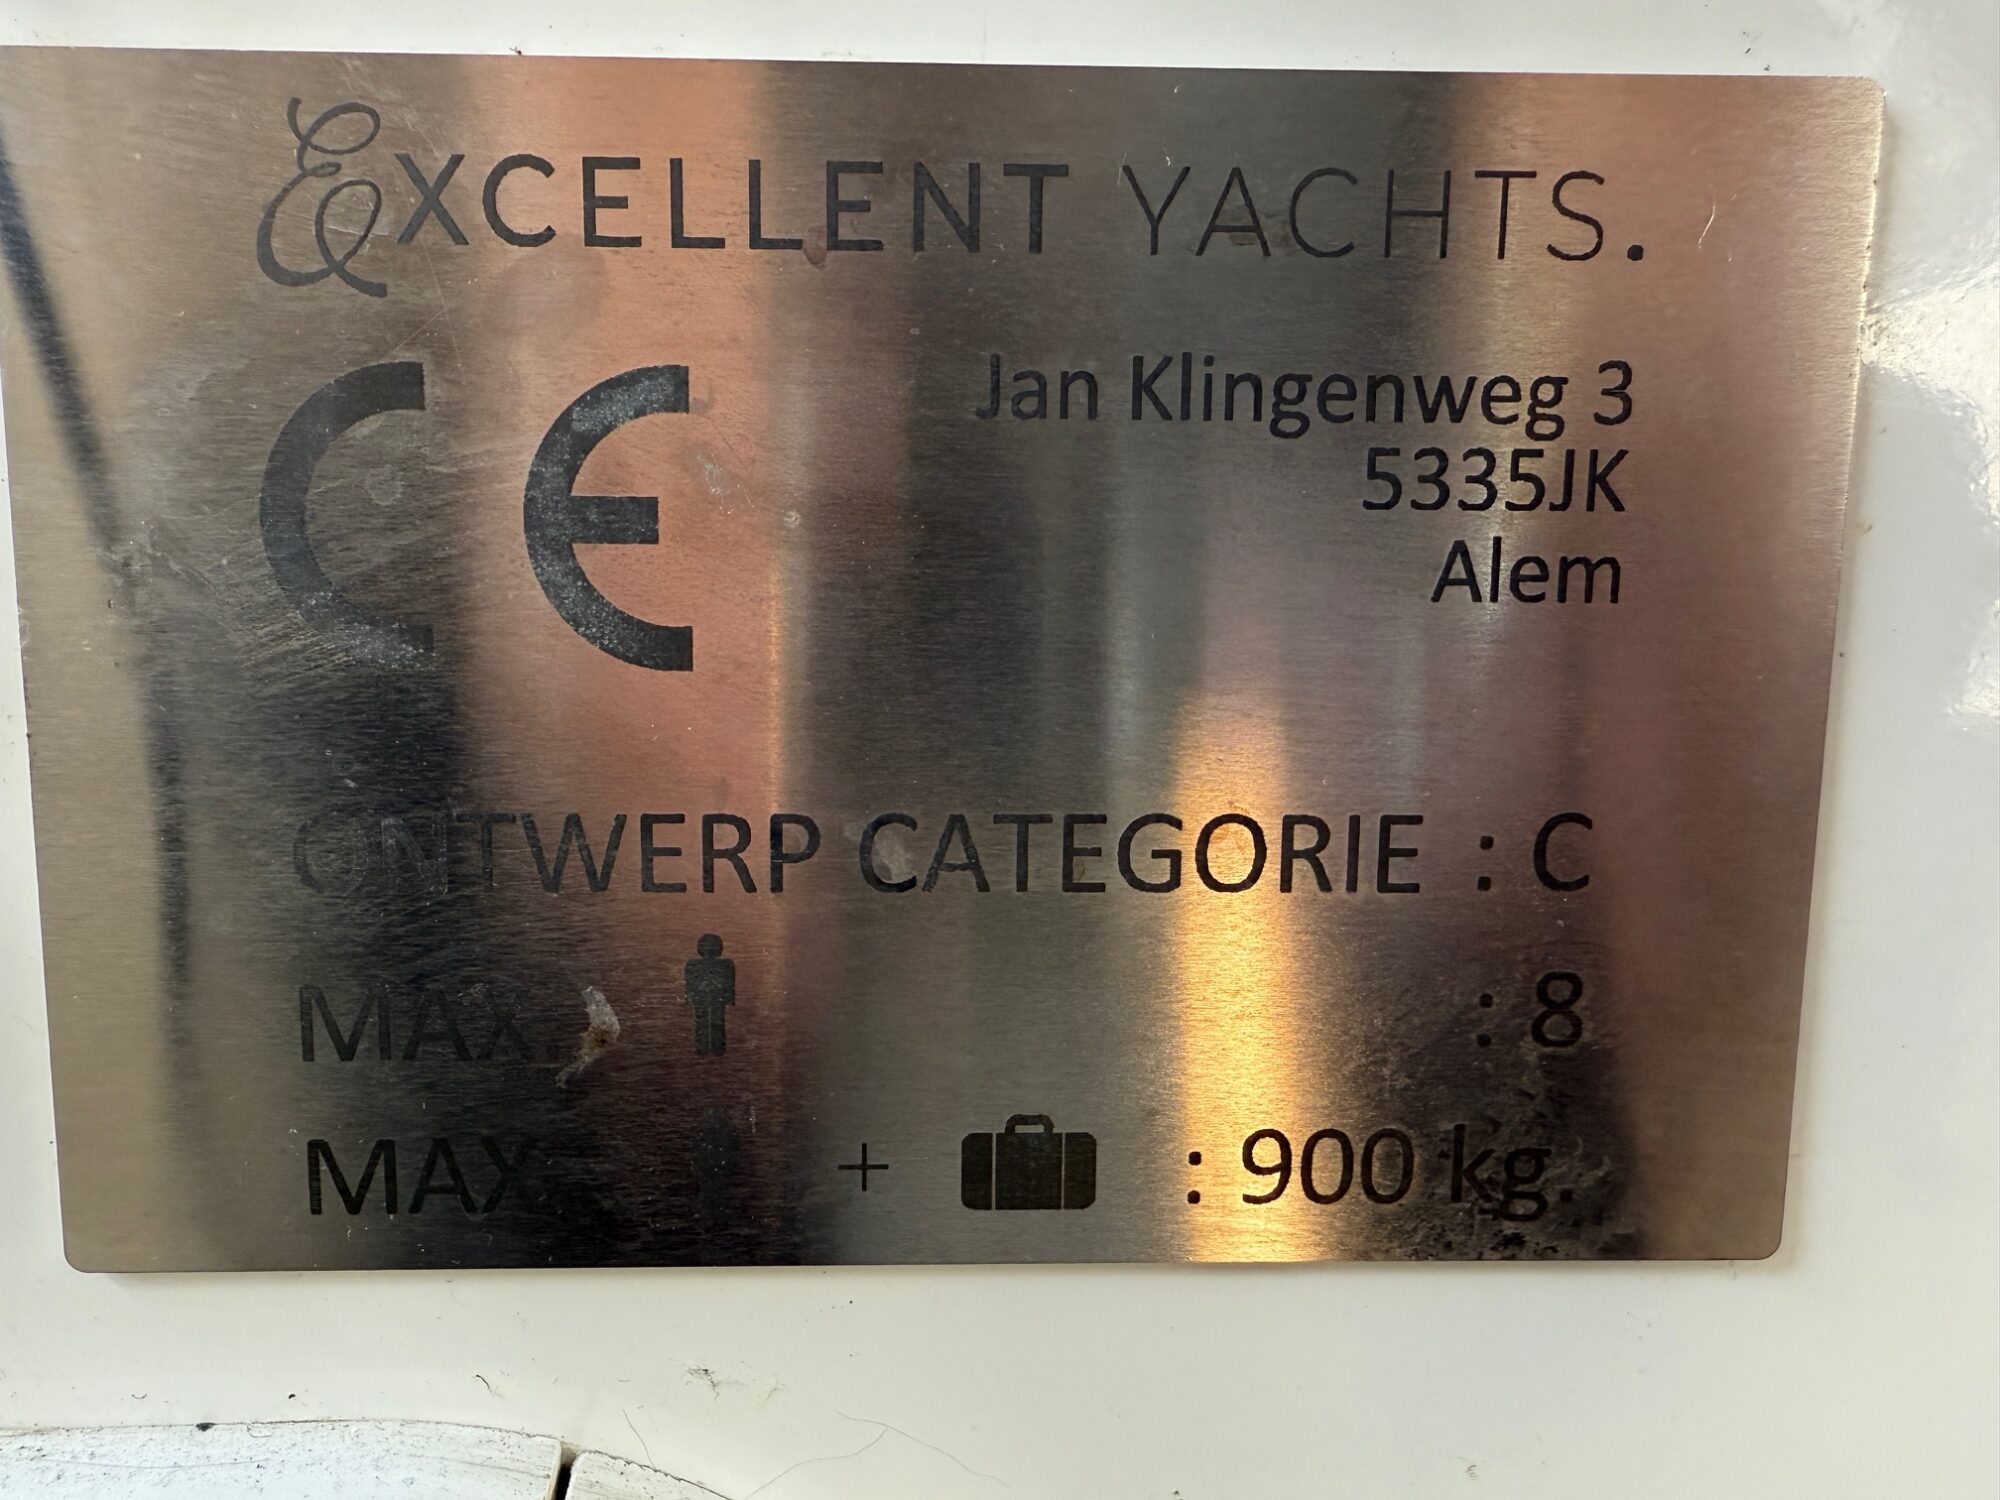 EXCELLENT YACHTS.
CE
Jan Klingenweg 3
5335JK
Alem
ONTWERP CATEGORIE : C
MAX : 8
MAX + : 900 kg.